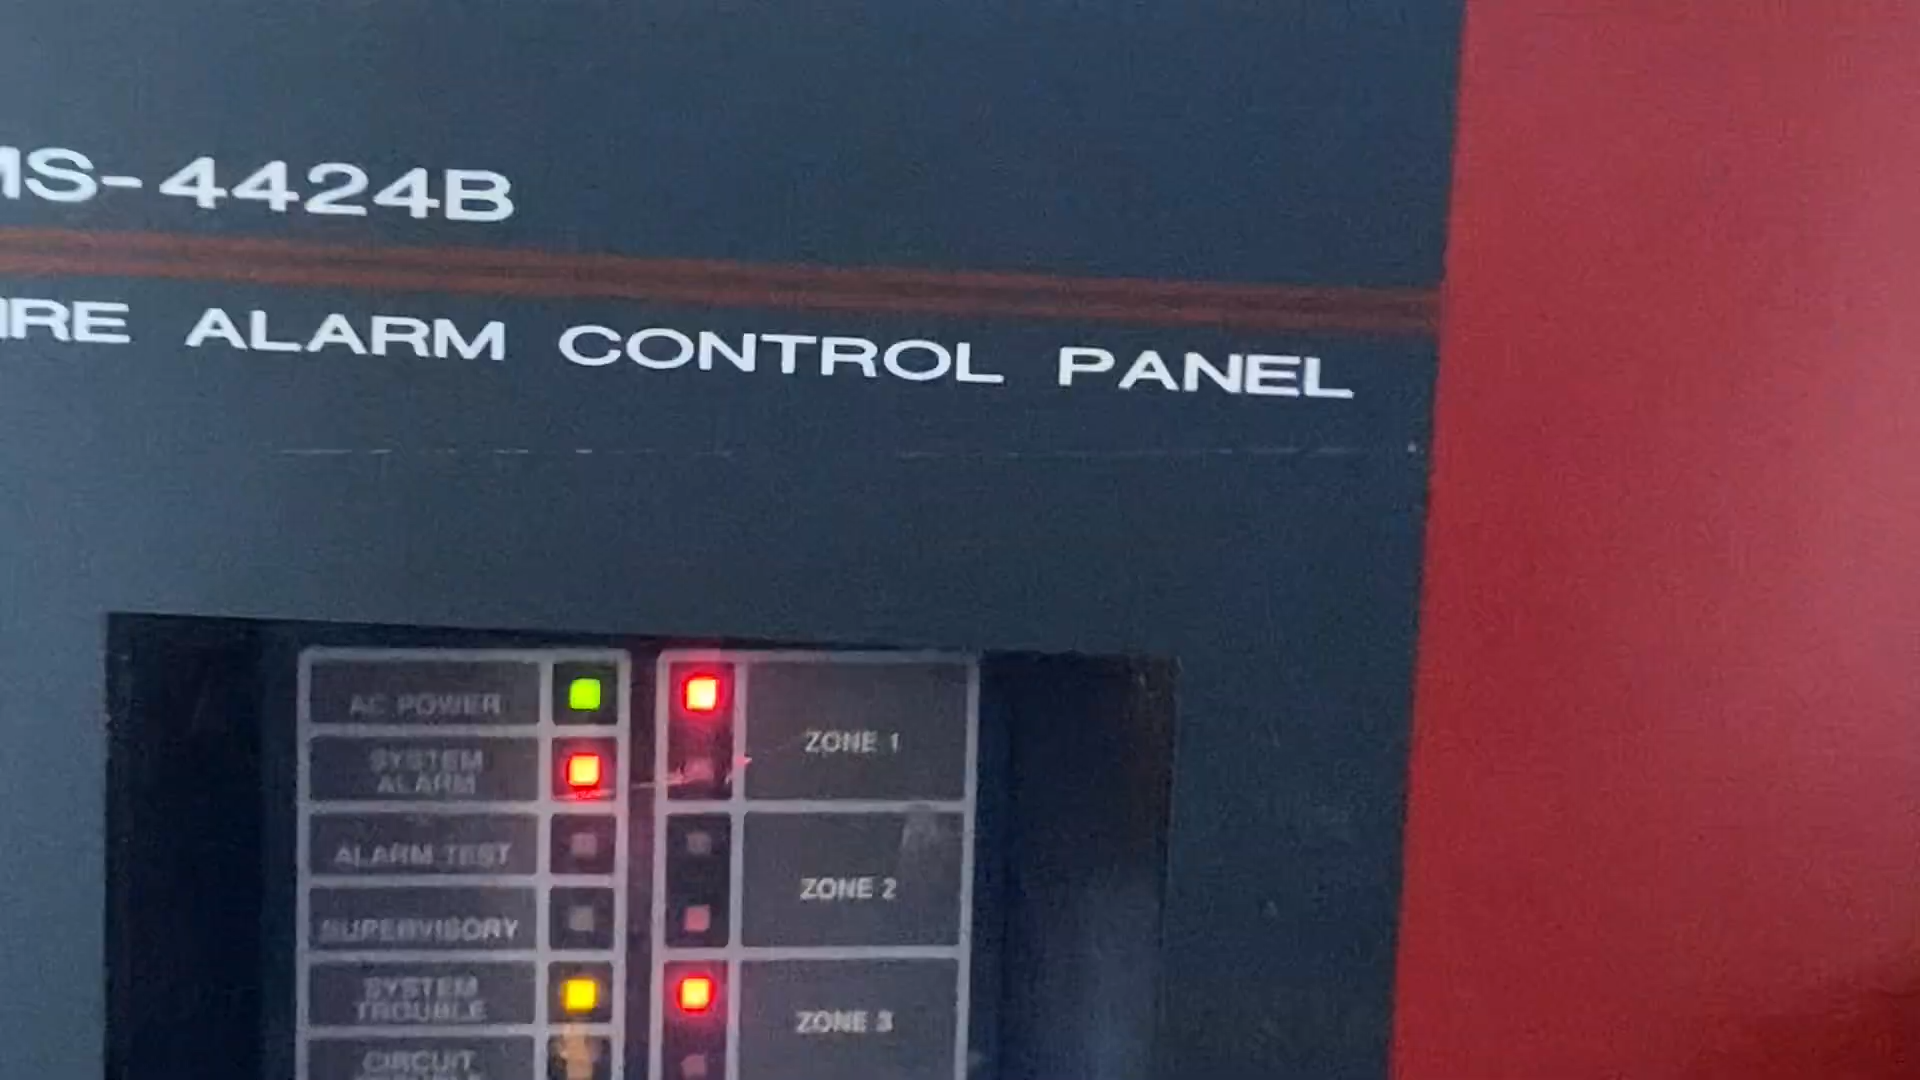 MS-4424B
IRE ALARM CONTROL PANEL
AC POWER
SYSTEM
ALARM
ALARM TEST
SUPERVISORY
SYSTEM
TROUBLE
CIRCUIT
ZONE 1
ZONE 2
ZONE 3